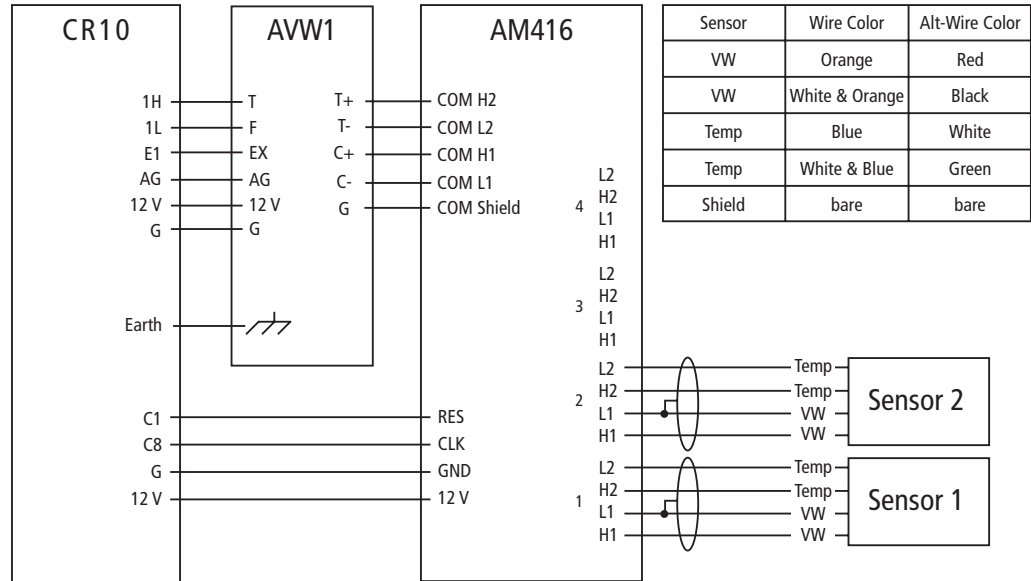 CR10
AVW1
AM416
1H
1L
E1
AG
12 V
G
Earth
C1
C8
G
12 V
T
F
EX
AG
12 V
G
T+
T-
C+
C-
G
COM H2
COM L2
COM H1
COM L1
COM Shield
RES
CLK
GND
12 V
4
L2
H2
L1
H1
3
L2
H2
L1
H1
2
L2
H2
L1
H1
1
L2
H2
L1
H1
Sensor Wire Color Alt-Wire Color
VW Orange Red
VW White & Orange Black
Temp Blue White
Temp White & Blue Green
Shield bare bare
Temp
Temp
VW
VW
Sensor 2
Temp
Temp
VW
VW
Sensor 1